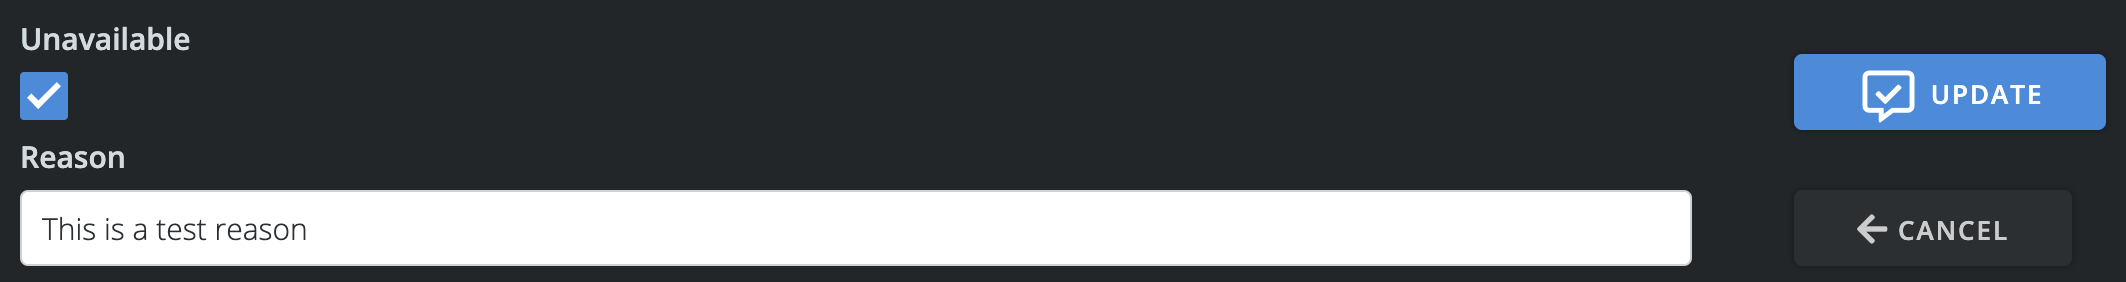 Unavailable
UPDATE
Reason
This is a test reason
CANCEL